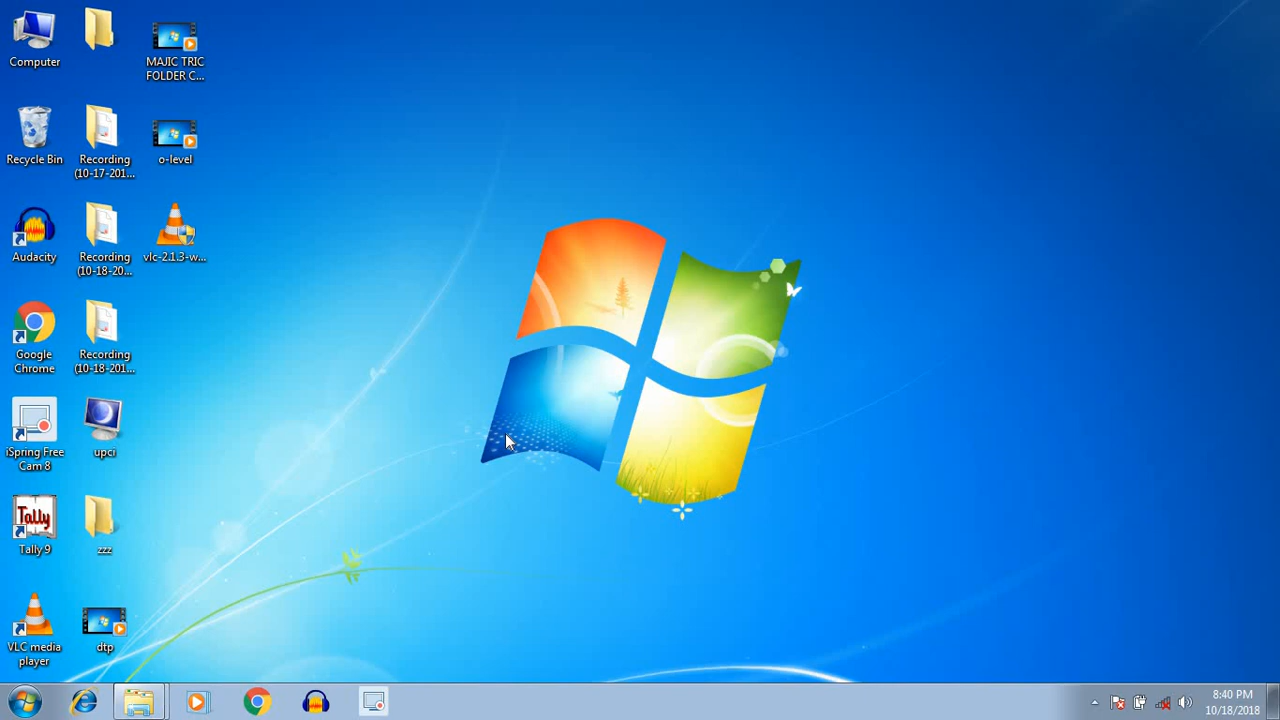 Computer
Recycle Bin
Audacity
Google
Chrome
iSpring Free
Cam 8
Tally
Tally 9
VLC media
player
Recording
(10-17-201...
Recording
(10-18-20...
Recording
(10-18-201...
upci
zzz
dtp
MAJIC TRIC
FOLDER C...
o-level
vlc-2.1.3-w...
8:40 PM
10/18/2018